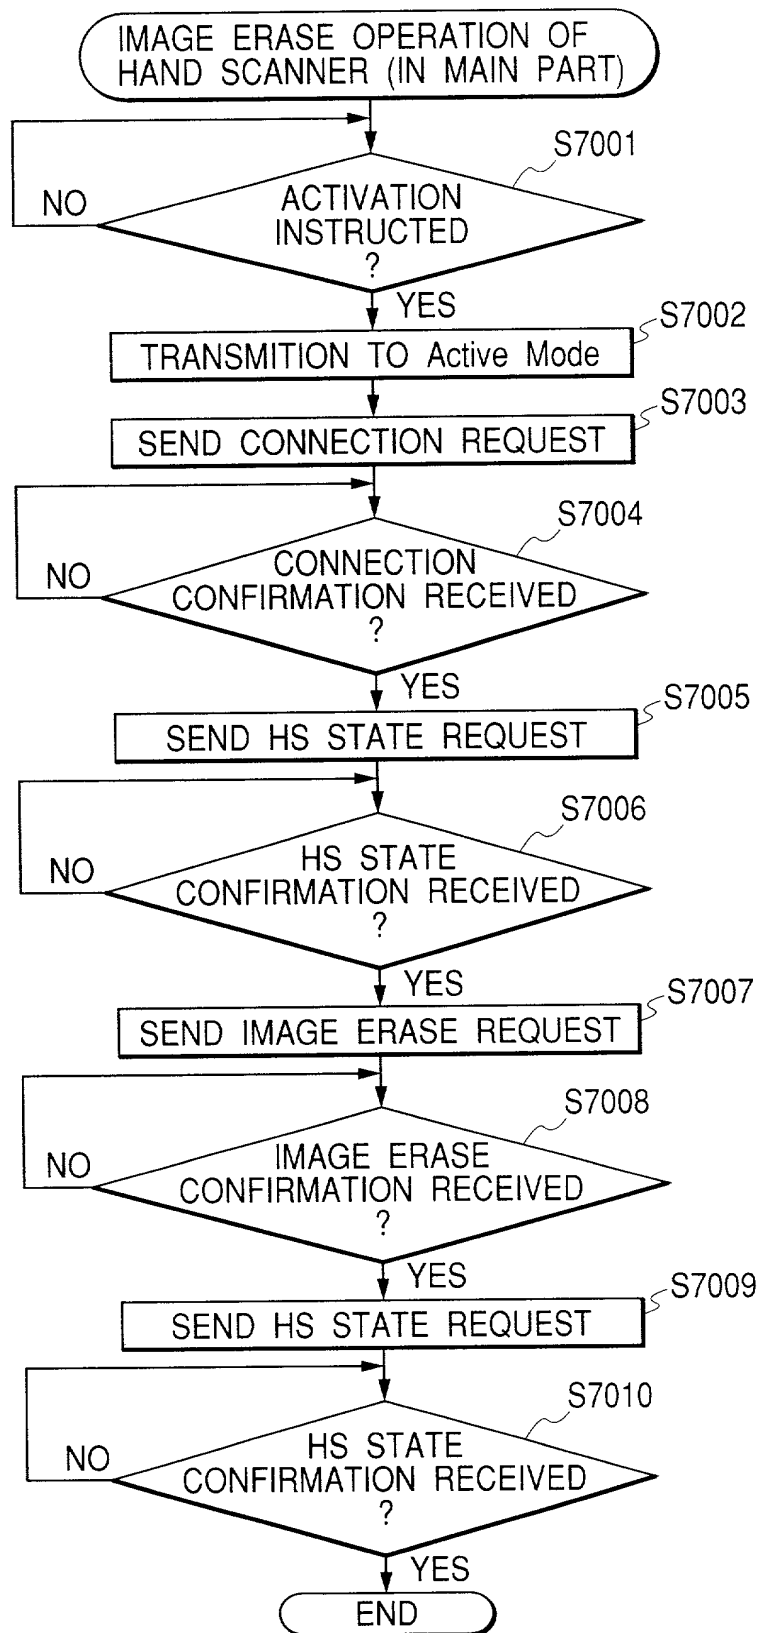 IMAGE ERASE OPERATION OF
HAND SCANNER (IN MAIN PART)
S7001
ACTIVATION
INSTRUCTED
?
NO
YES
S7002
TRANSMITION TO Active Mode
S7003
SEND CONNECTION REQUEST
S7004
CONNECTION
CONFIRMATION RECEIVED
?
NO
YES
S7005
SEND HS STATE REQUEST
S7006
HS STATE
CONFIRMATION RECEIVED
?
NO
YES
S7007
SEND IMAGE ERASE REQUEST
S7008
IMAGE ERASE
CONFIRMATION RECEIVED
?
NO
YES
S7009
SEND HS STATE REQUEST
S7010
HS STATE
CONFIRMATION RECEIVED
?
NO
YES
END